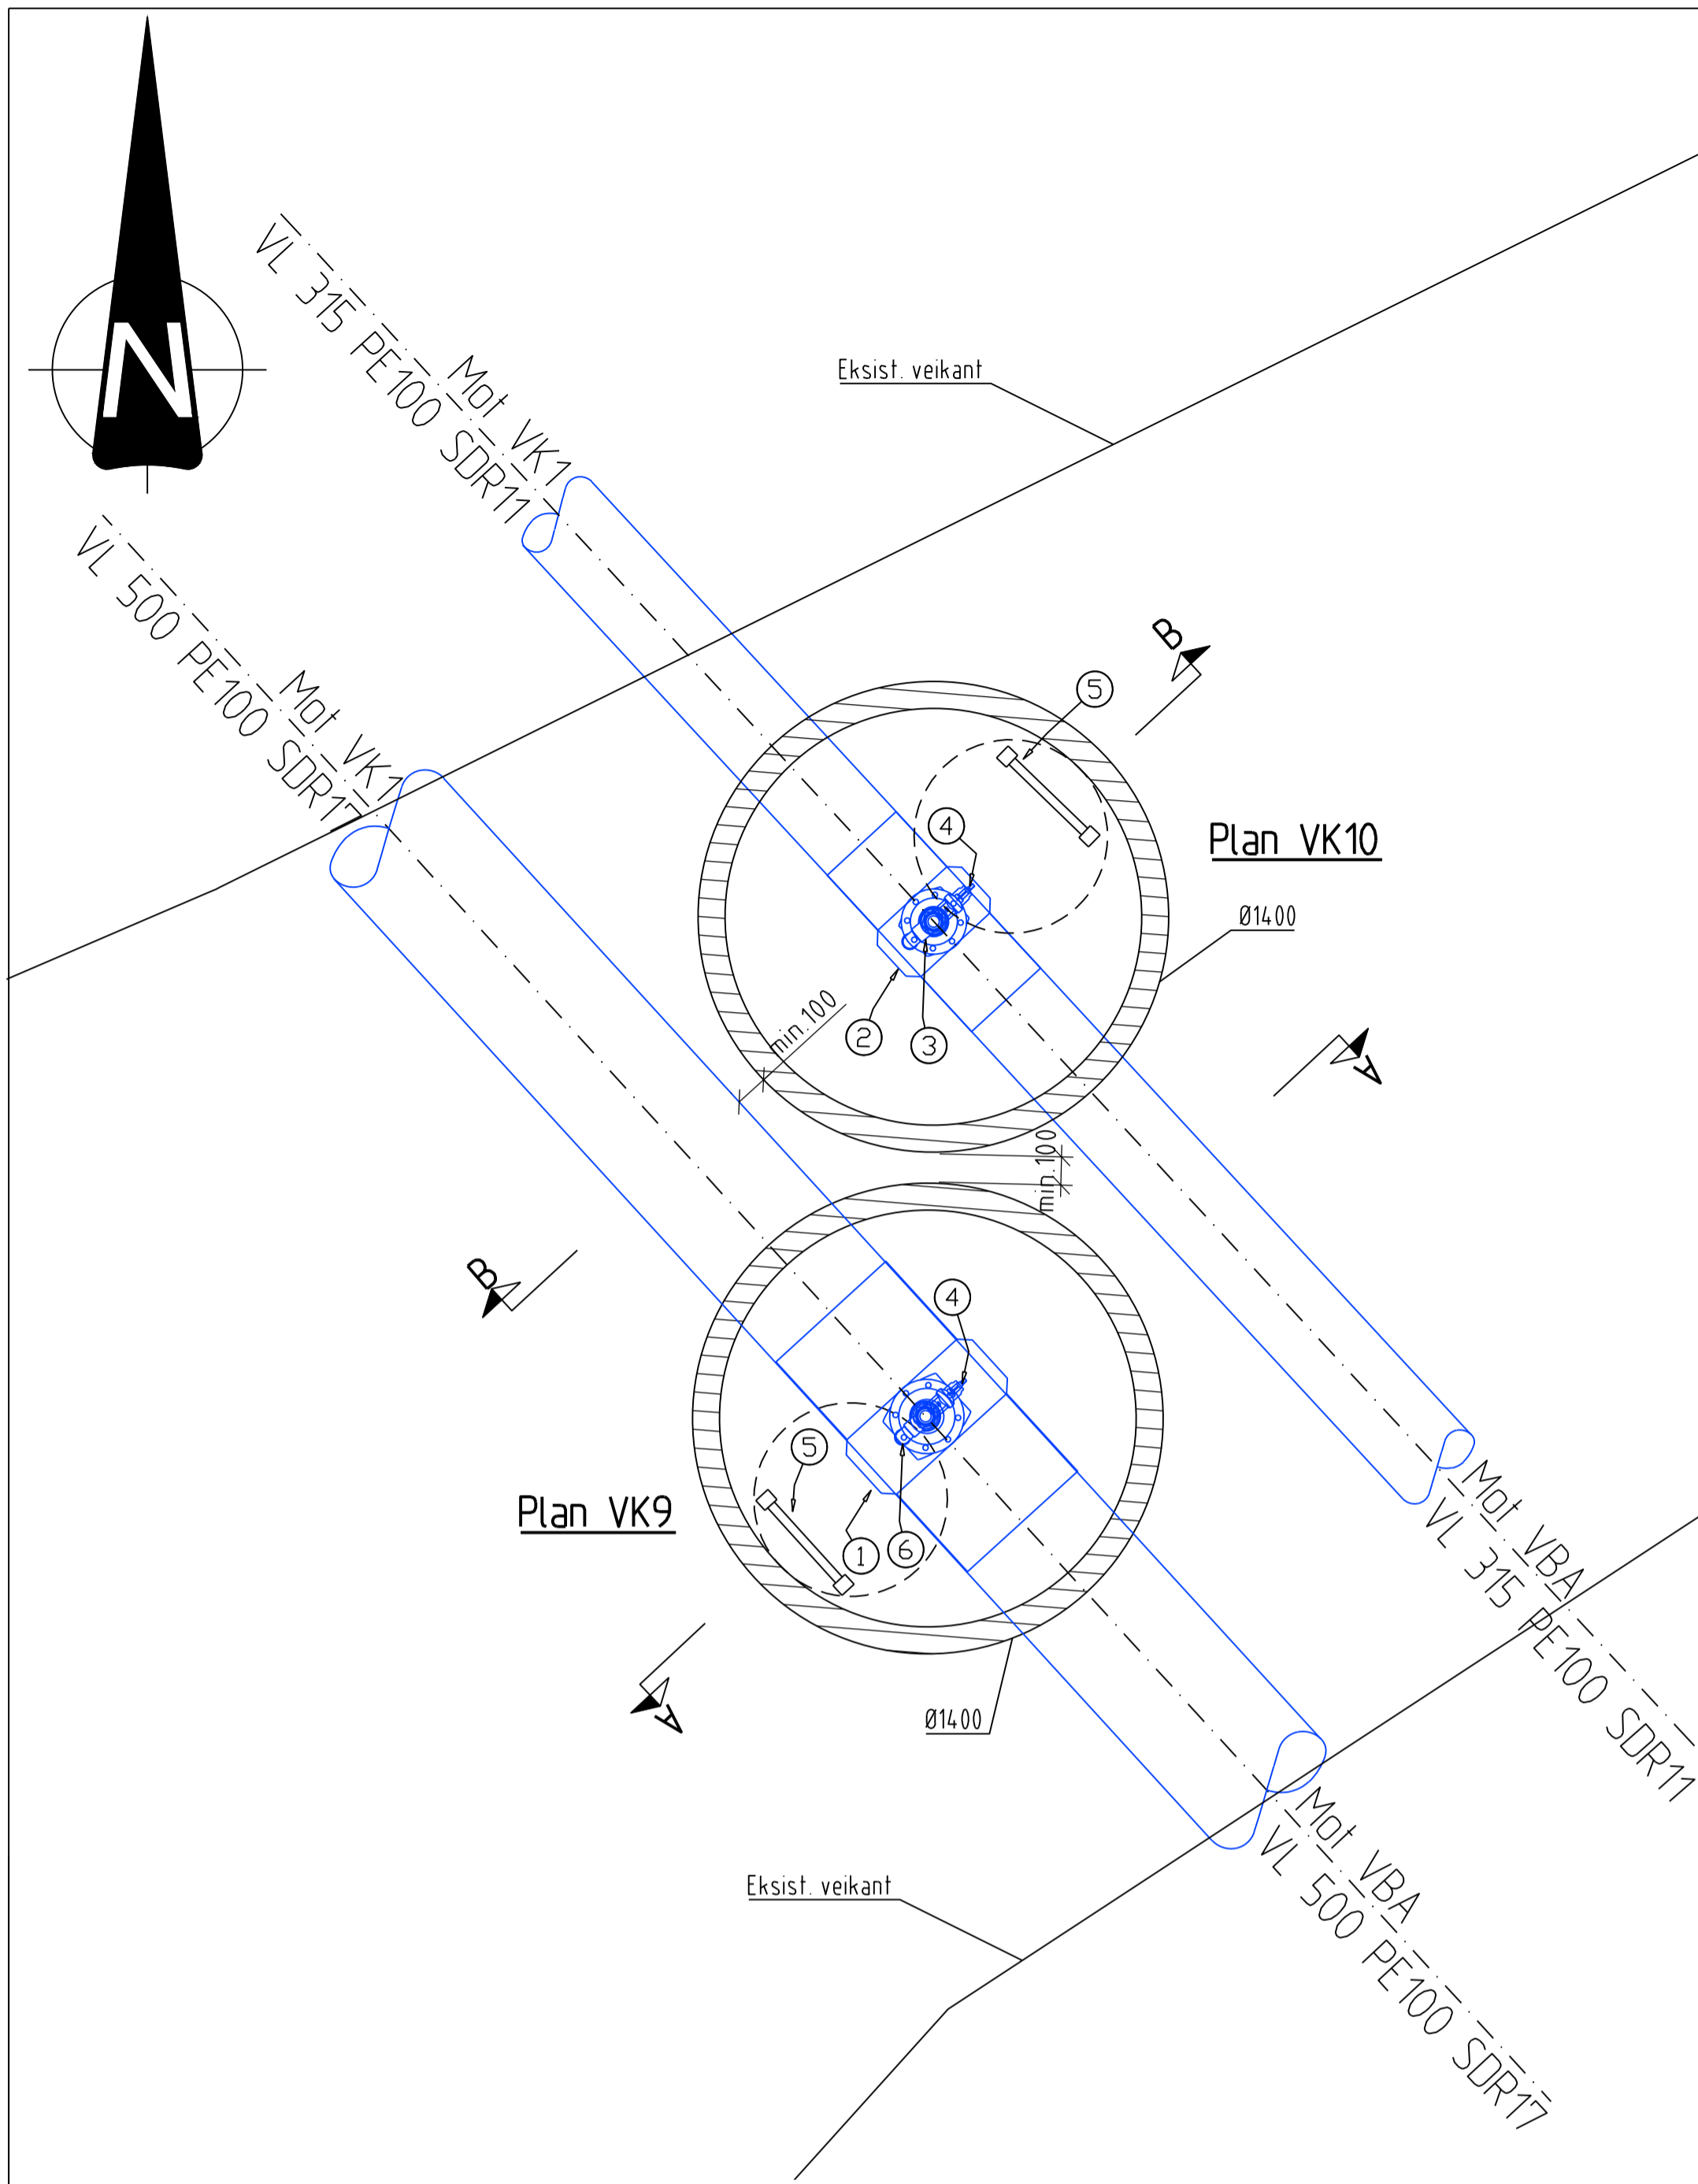 N
VL 315 PE100 SDR11
Mot VK1
Eksist. veikant
VL 500 PE100 SDR17
Mot VK1
B
5
4
Plan VK10
Ø1400
min.100
2
3
A
min.100
B
4
5
Plan VK9
1
6
A
Ø1400
Mot VBA
VL 315 PE100 SDR11
Mot VBA
VL 500 PE100 SDR17
Eksist. veikant